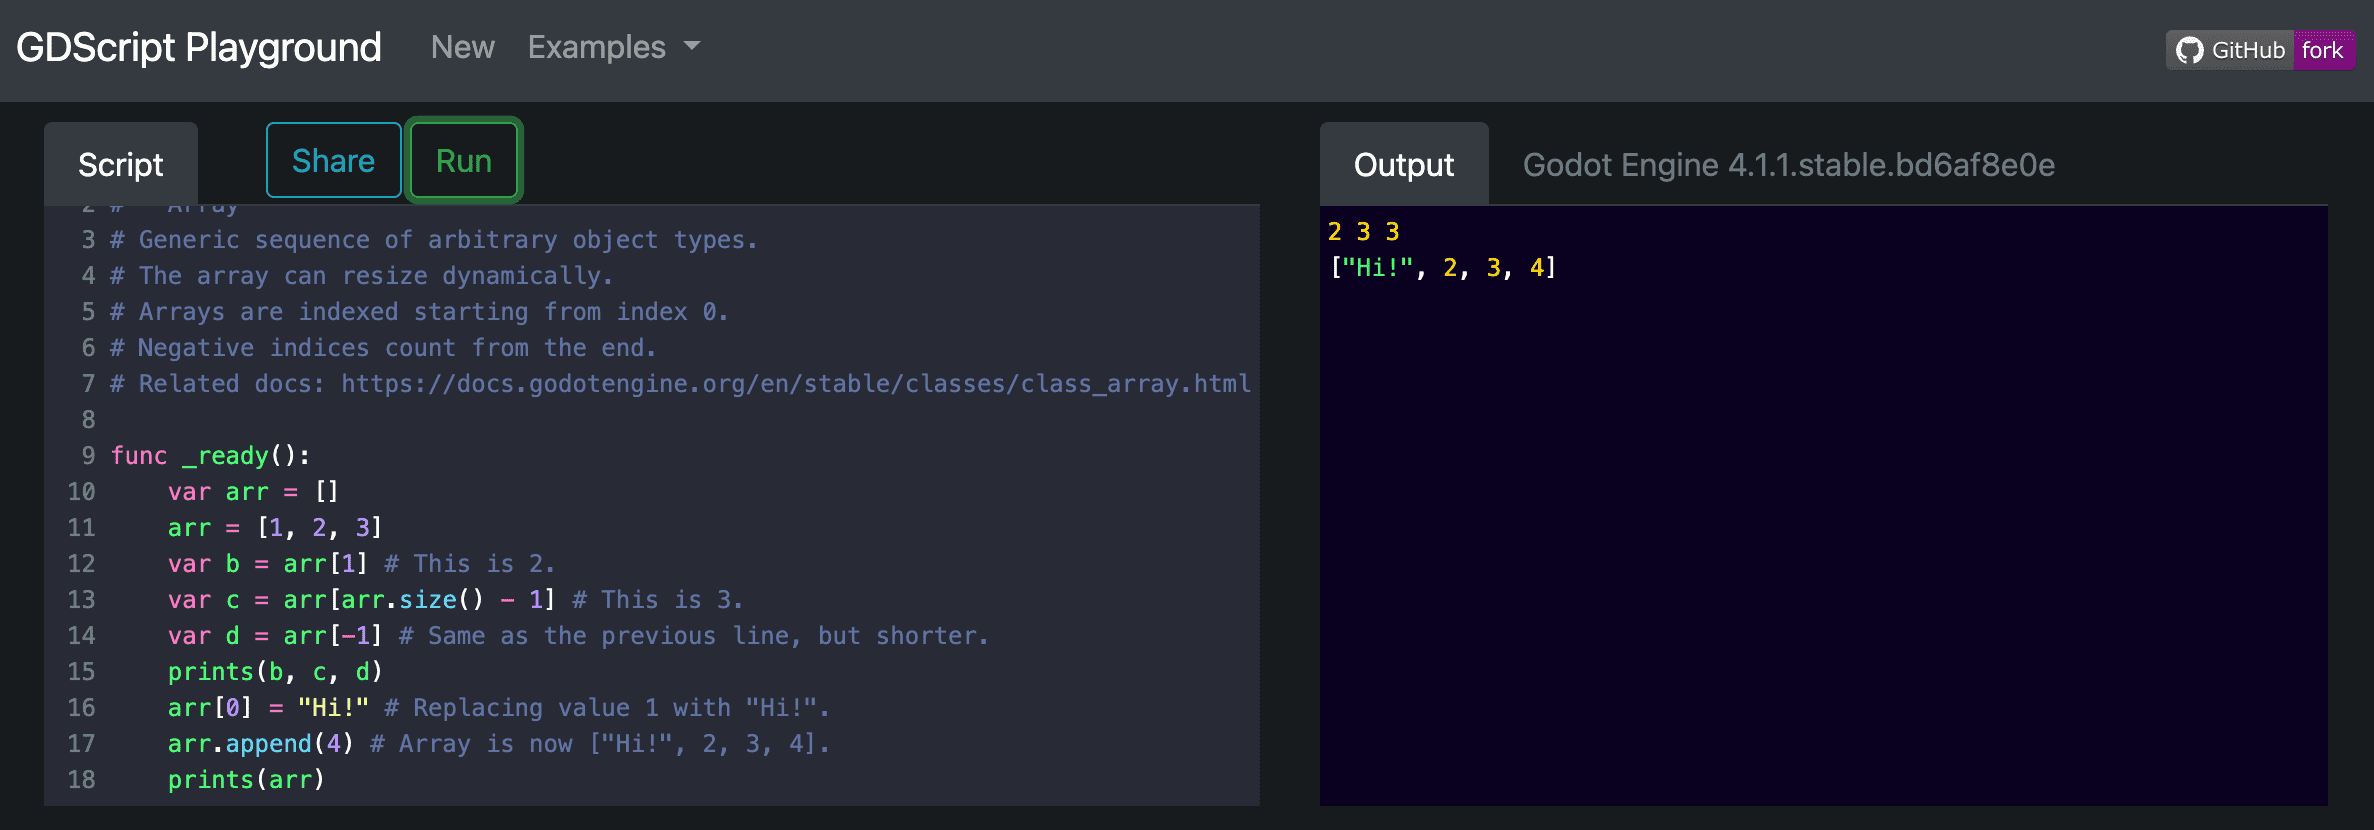 GDScript Playground New Examples GitHub fork
Script Share Run
2 # Array
3 # Generic sequence of arbitrary object types.
4 # The array can resize dynamically.
5 # Arrays are indexed starting from index 0.
6 # Negative indices count from the end.
7 # Related docs: https://docs.godotengine.org/en/stable/classes/class_array.html
8
9 func _ready():
10     var arr = []
11     arr = [1, 2, 3]
12     var b = arr[1] # This is 2.
13     var c = arr[arr.size() - 1] # This is 3.
14     var d = arr[-1] # Same as the previous line, but shorter.
15     prints(b, c, d)
16     arr[0] = "Hi!" # Replacing value 1 with "Hi!".
17     arr.append(4) # Array is now ["Hi!", 2, 3, 4].
18     prints(arr)
Output Godot Engine 4.1.1.stable.bd6af8e0e
2 3 3
["Hi!", 2, 3, 4]